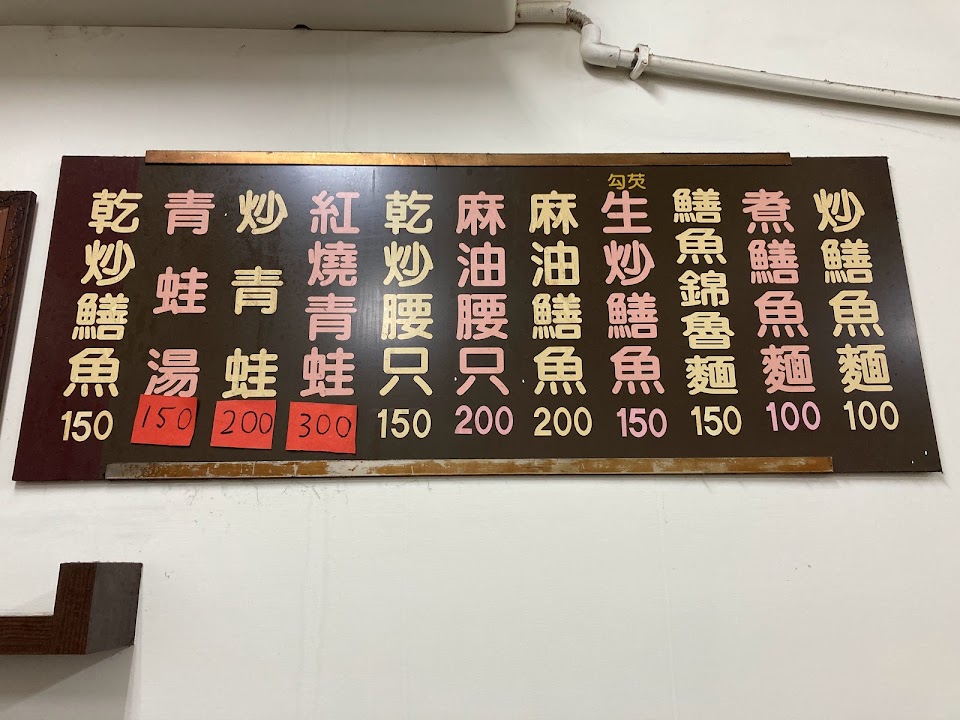 炒鱔魚麵 100
煮鱔魚麵 100
鱔魚錦魯麵 150
勾芡
生炒鱔魚 150
麻油鱔魚 200
麻油腰只 200
乾炒腰只 150
紅燒青蛙 300
炒青蛙 200
青蛙湯 150
乾炒鱔魚 150